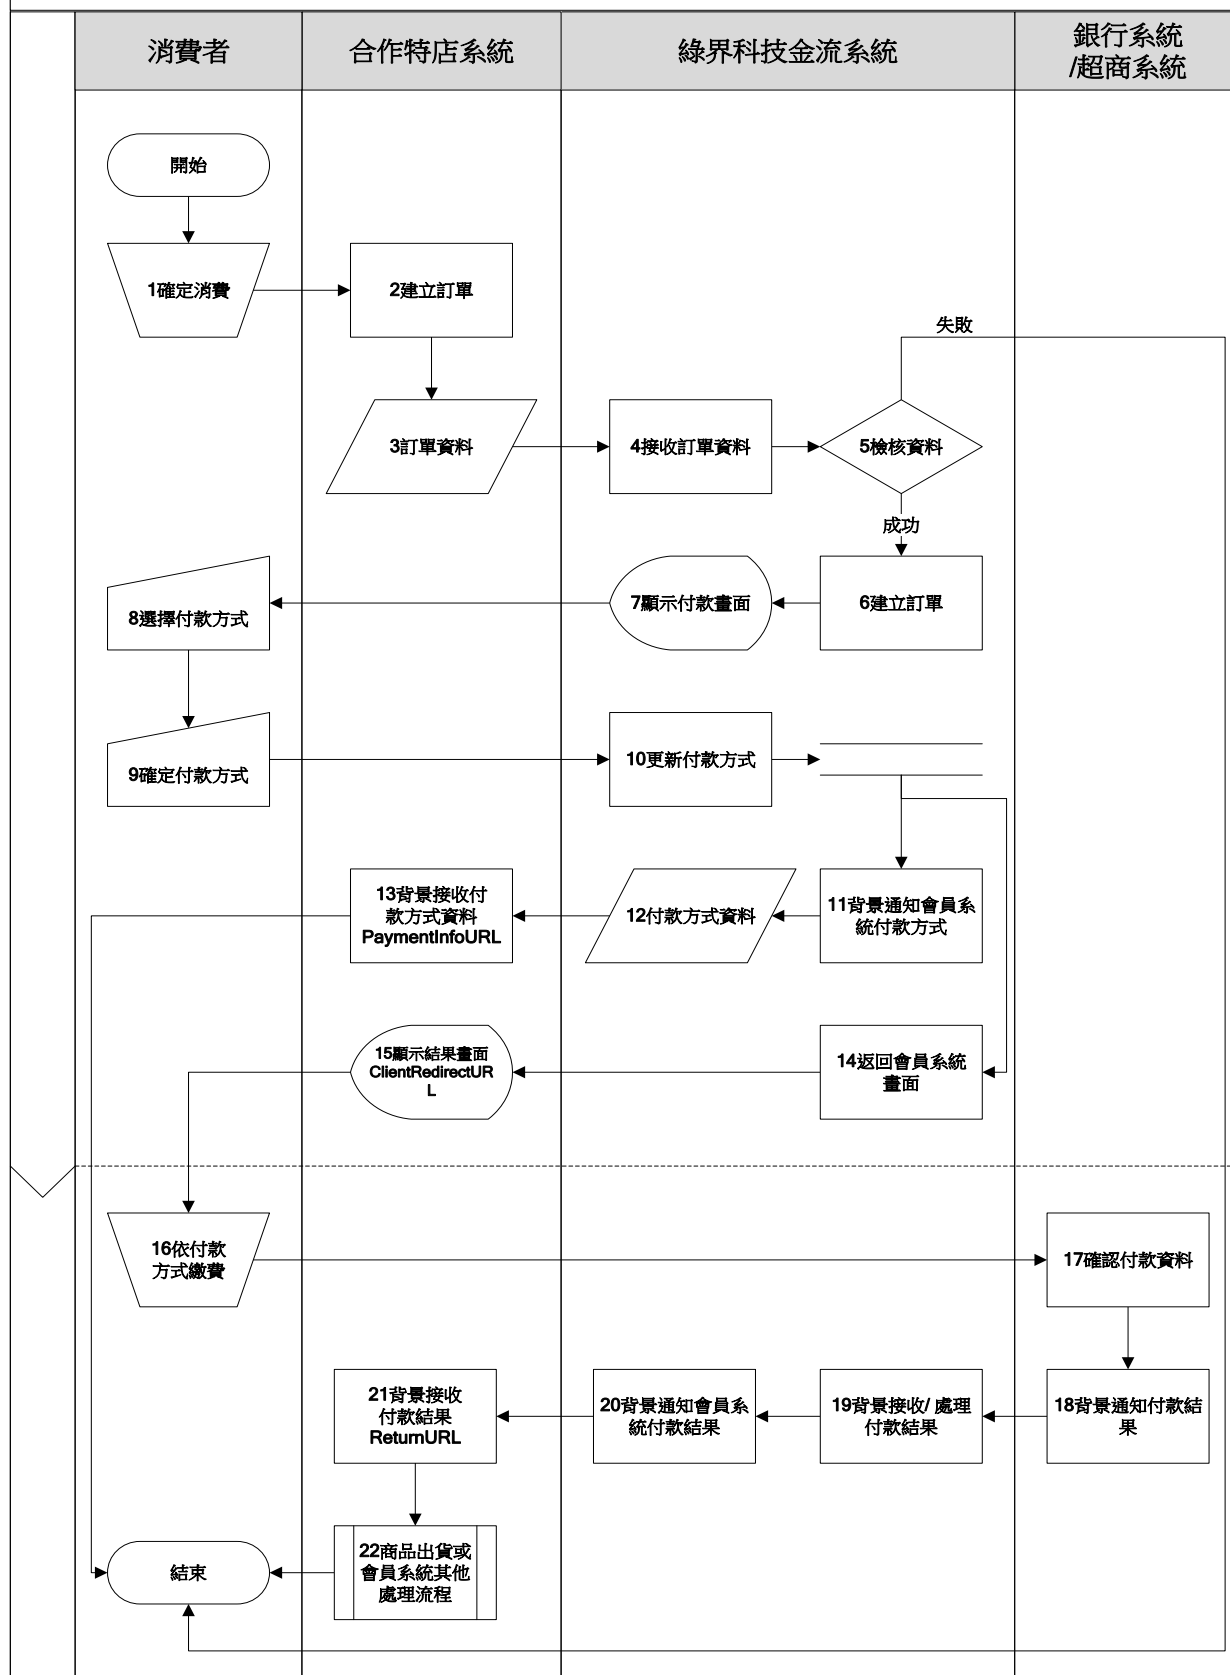 消費者
合作特店系統
綠界科技金流系統
銀行系統
/超商系統
開始
1確定消費
2建立訂單
失敗
3訂單資料
4接收訂單資料
5檢核資料
成功
8選擇付款方式
7顯示付款畫面
6建立訂單
9確定付款方式
10更新付款方式
13背景接收付
款方式資料
PaymentInfoURL
12付款方式資料
11背景通知會員系
統付款方式
15顯示結果畫面
ClientRedirectUR
L
14返回會員系統
畫面
16依付款
方式繳費
17確認付款資料
21背景接收
付款結果
ReturnURL
20背景通知會員系
統付款結果
19背景接收/ 處理
付款結果
18背景通知付款結
果
結束
22商品出貨或
會員系統其他
處理流程